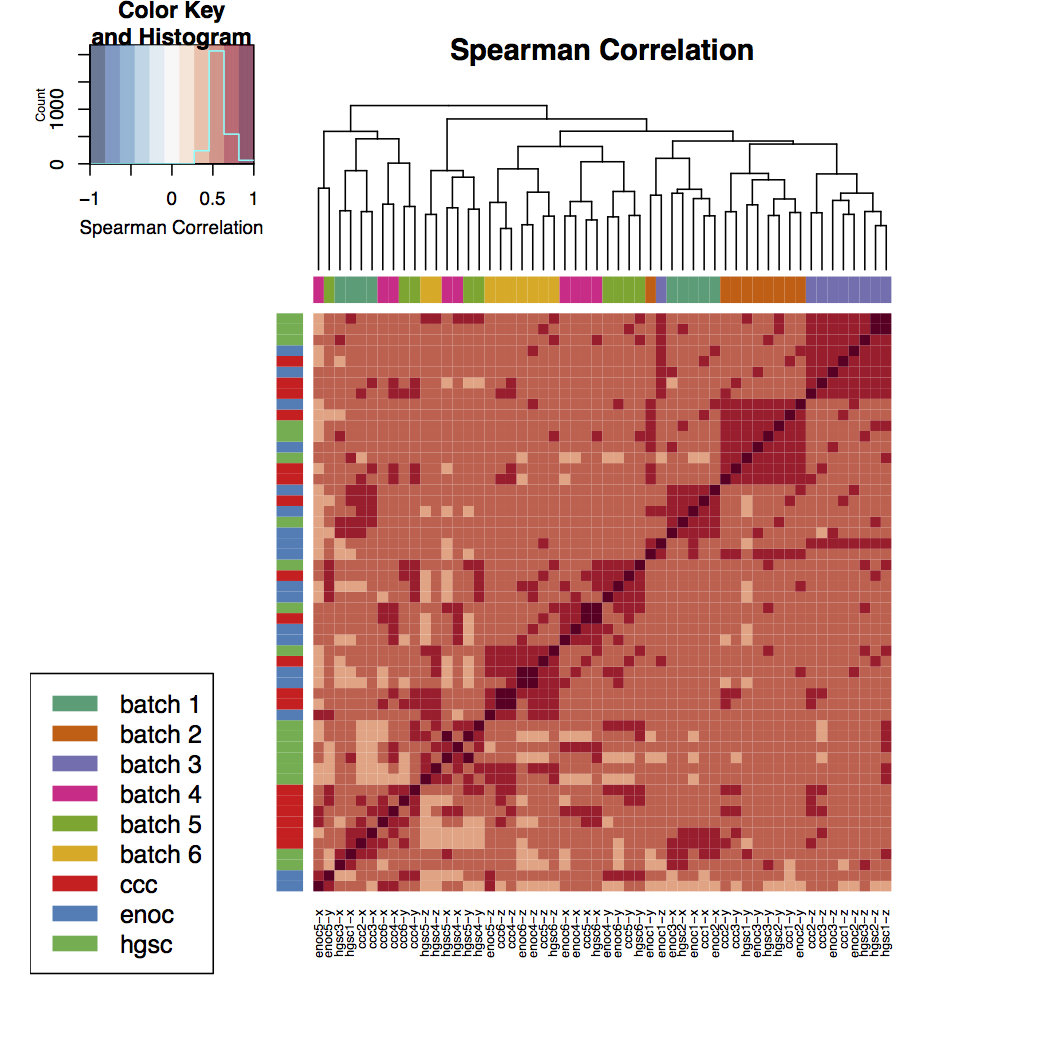 Color Key
and Histogram
Count
0
1000
−1
0
0.5
1
Spearman Correlation
Spearman Correlation
batch 1
batch 2
batch 3
batch 4
batch 5
batch 6
ccc
enoc
hgsc
enoc5-x
enoc5-y
hgsc3-x
hgsc1-x
ccc2-x
ccc3-x
ccc6-x
ccc4-x
ccc6-y
ccc4-y
hgsc5-z
hgsc4-z
hgsc5-x
hgsc4-x
hgsc5-y
hgsc4-y
enoc5-z
ccc6-z
ccc4-z
enoc6-z
enoc4-z
ccc5-z
hgsc6-z
enoc6-x
enoc4-x
ccc5-x
hgsc6-x
enoc4-y
enoc6-y
ccc5-y
hgsc6-y
enoc1-y
enoc1-z
enoc3-x
hgsc2-x
enoc1-x
ccc1-x
enoc2-x
ccc2-y
ccc3-y
hgsc1-y
enoc3-y
hgsc3-y
hgsc2-y
ccc1-y
enoc2-y
ccc2-z
ccc3-z
enoc3-z
ccc1-z
enoc2-z
hgsc3-z
hgsc2-z
hgsc1-z